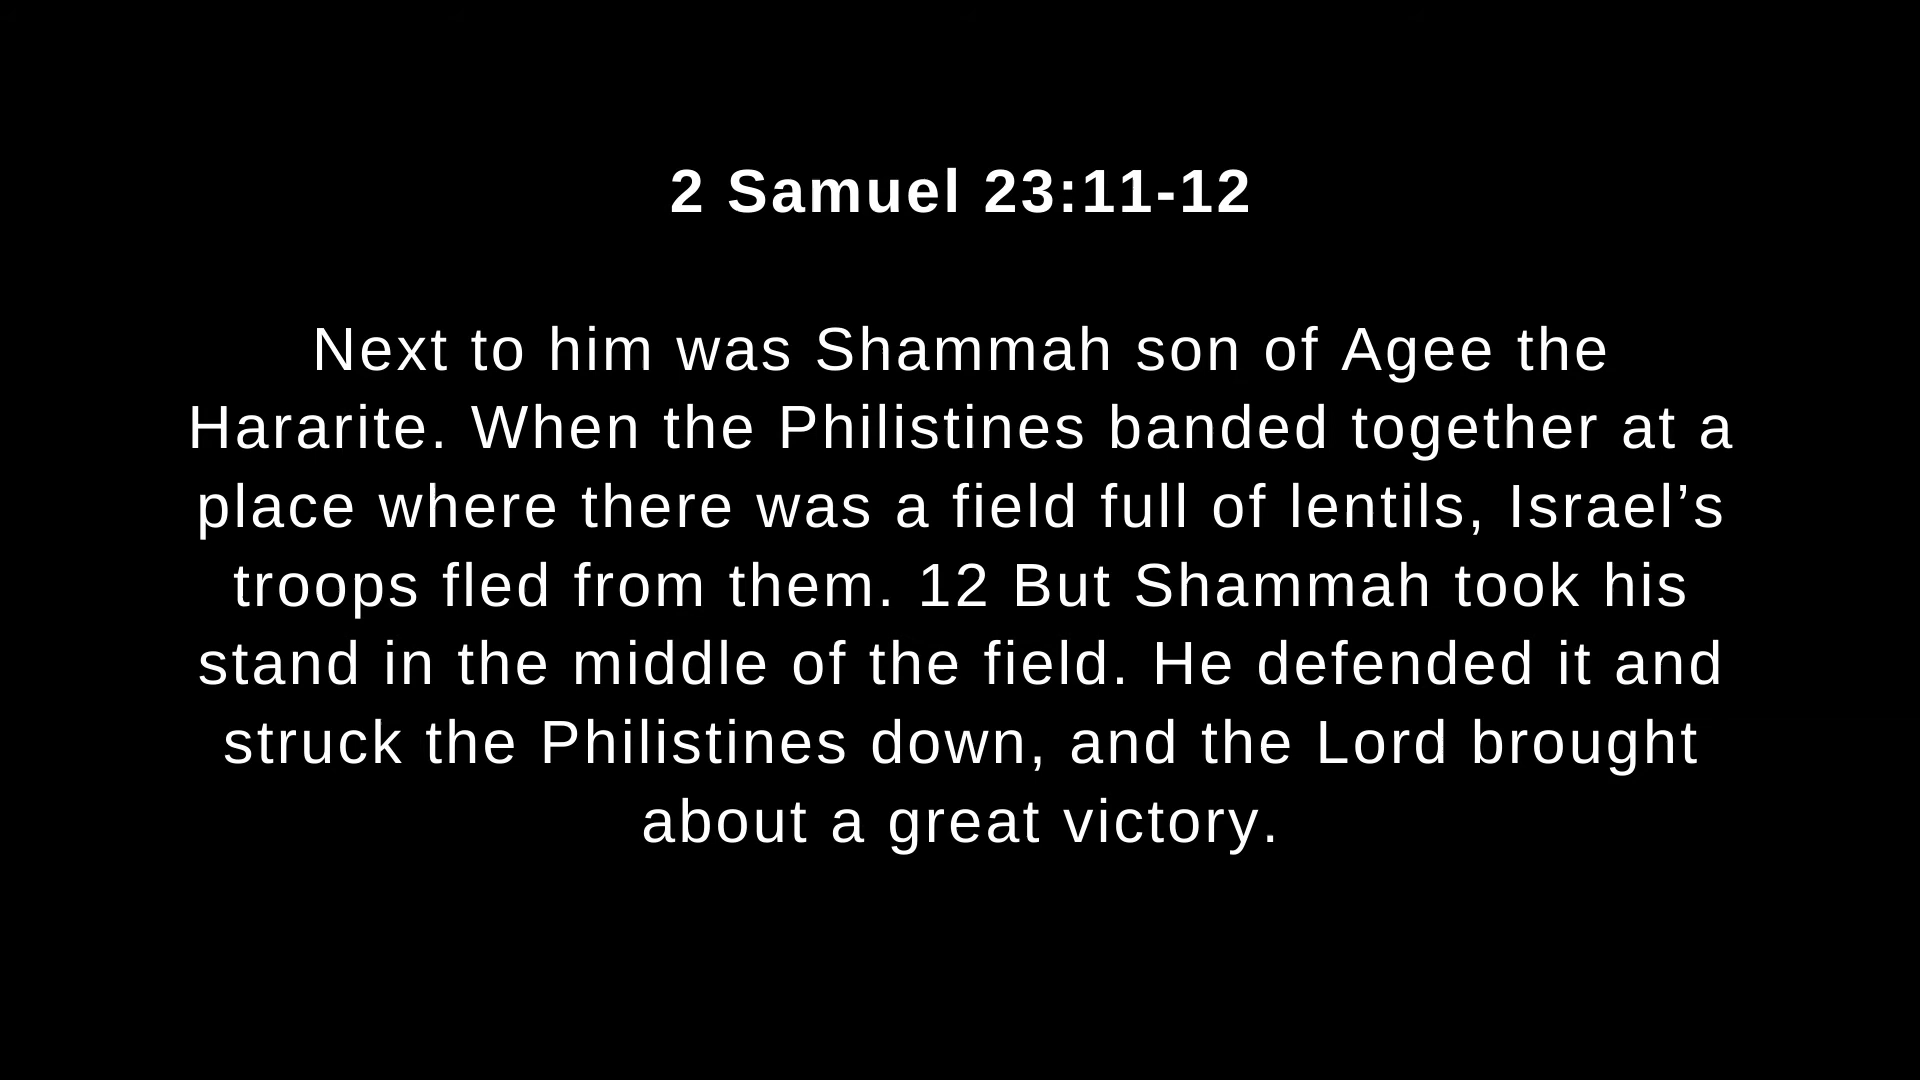 2 Samuel 23:11-12
Next to him was Shammah son of Agee the
Hararite. When the Philistines banded together at a
place where there was a field full of lentils, Israel’s
troops fled from them. 12 But Shammah took his
stand in the middle of the field. He defended it and
struck the Philistines down, and the Lord brought
about a great victory.